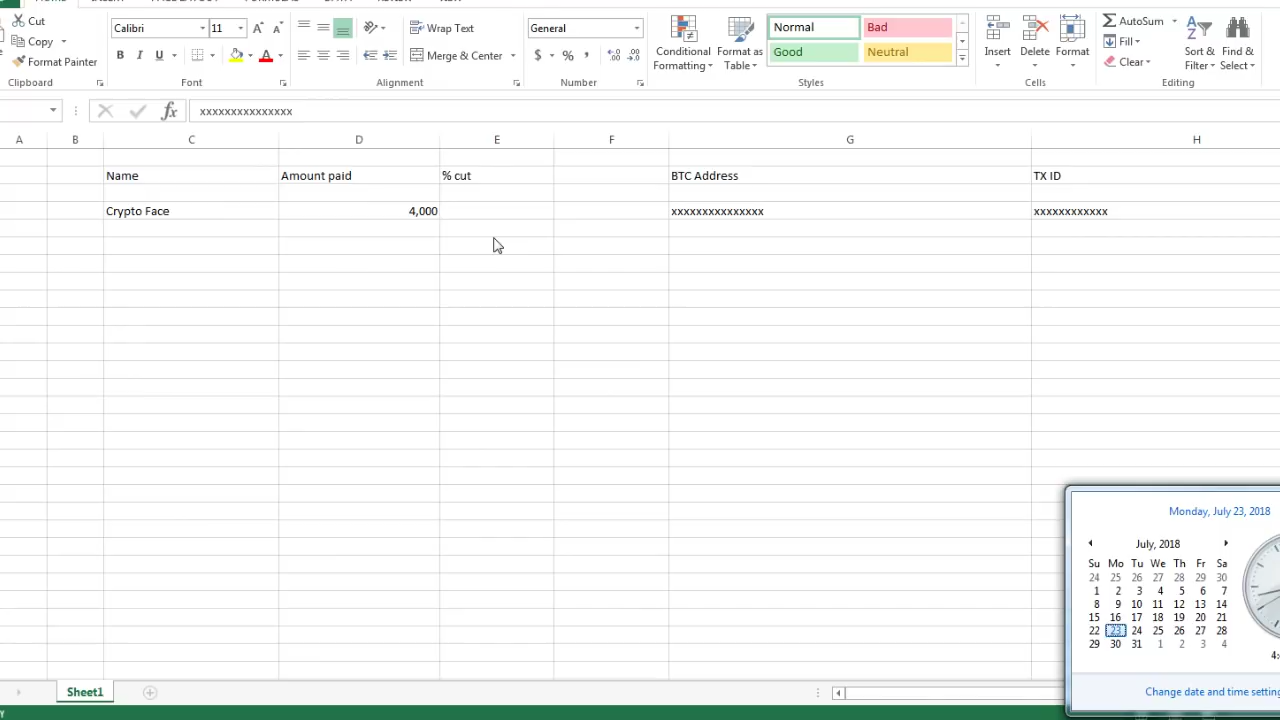 Cut
Calibri 11 Wrap Text General Normal Bad AutoSum
Copy Conditional Format as Insert Delete Format Fill Sort & Find &
Format Painter B I U Merge & Center $ % , Formatting Table Good Neutral Clear Filter Select
Clipboard Font Alignment Number Styles Cells Editing
fx xxxxxxxxxxxxxxx
A B C D E F G H
Name Amount paid % cut BTC Address TX ID
Crypto Face 4,000 xxxxxxxxxxxxxxx xxxxxxxxxxxx
Monday, July 23, 2018
July, 2018
Su Mo Tu We Th Fr Sa
24 25 26 27 28 29 30
1 2 3 4 5 6 7
8 9 10 11 12 13 14
15 16 17 18 19 20 21
22 23 24 25 26 27 28
29 30 31 1 2 3 4
4:
Sheet1
Change date and time setting